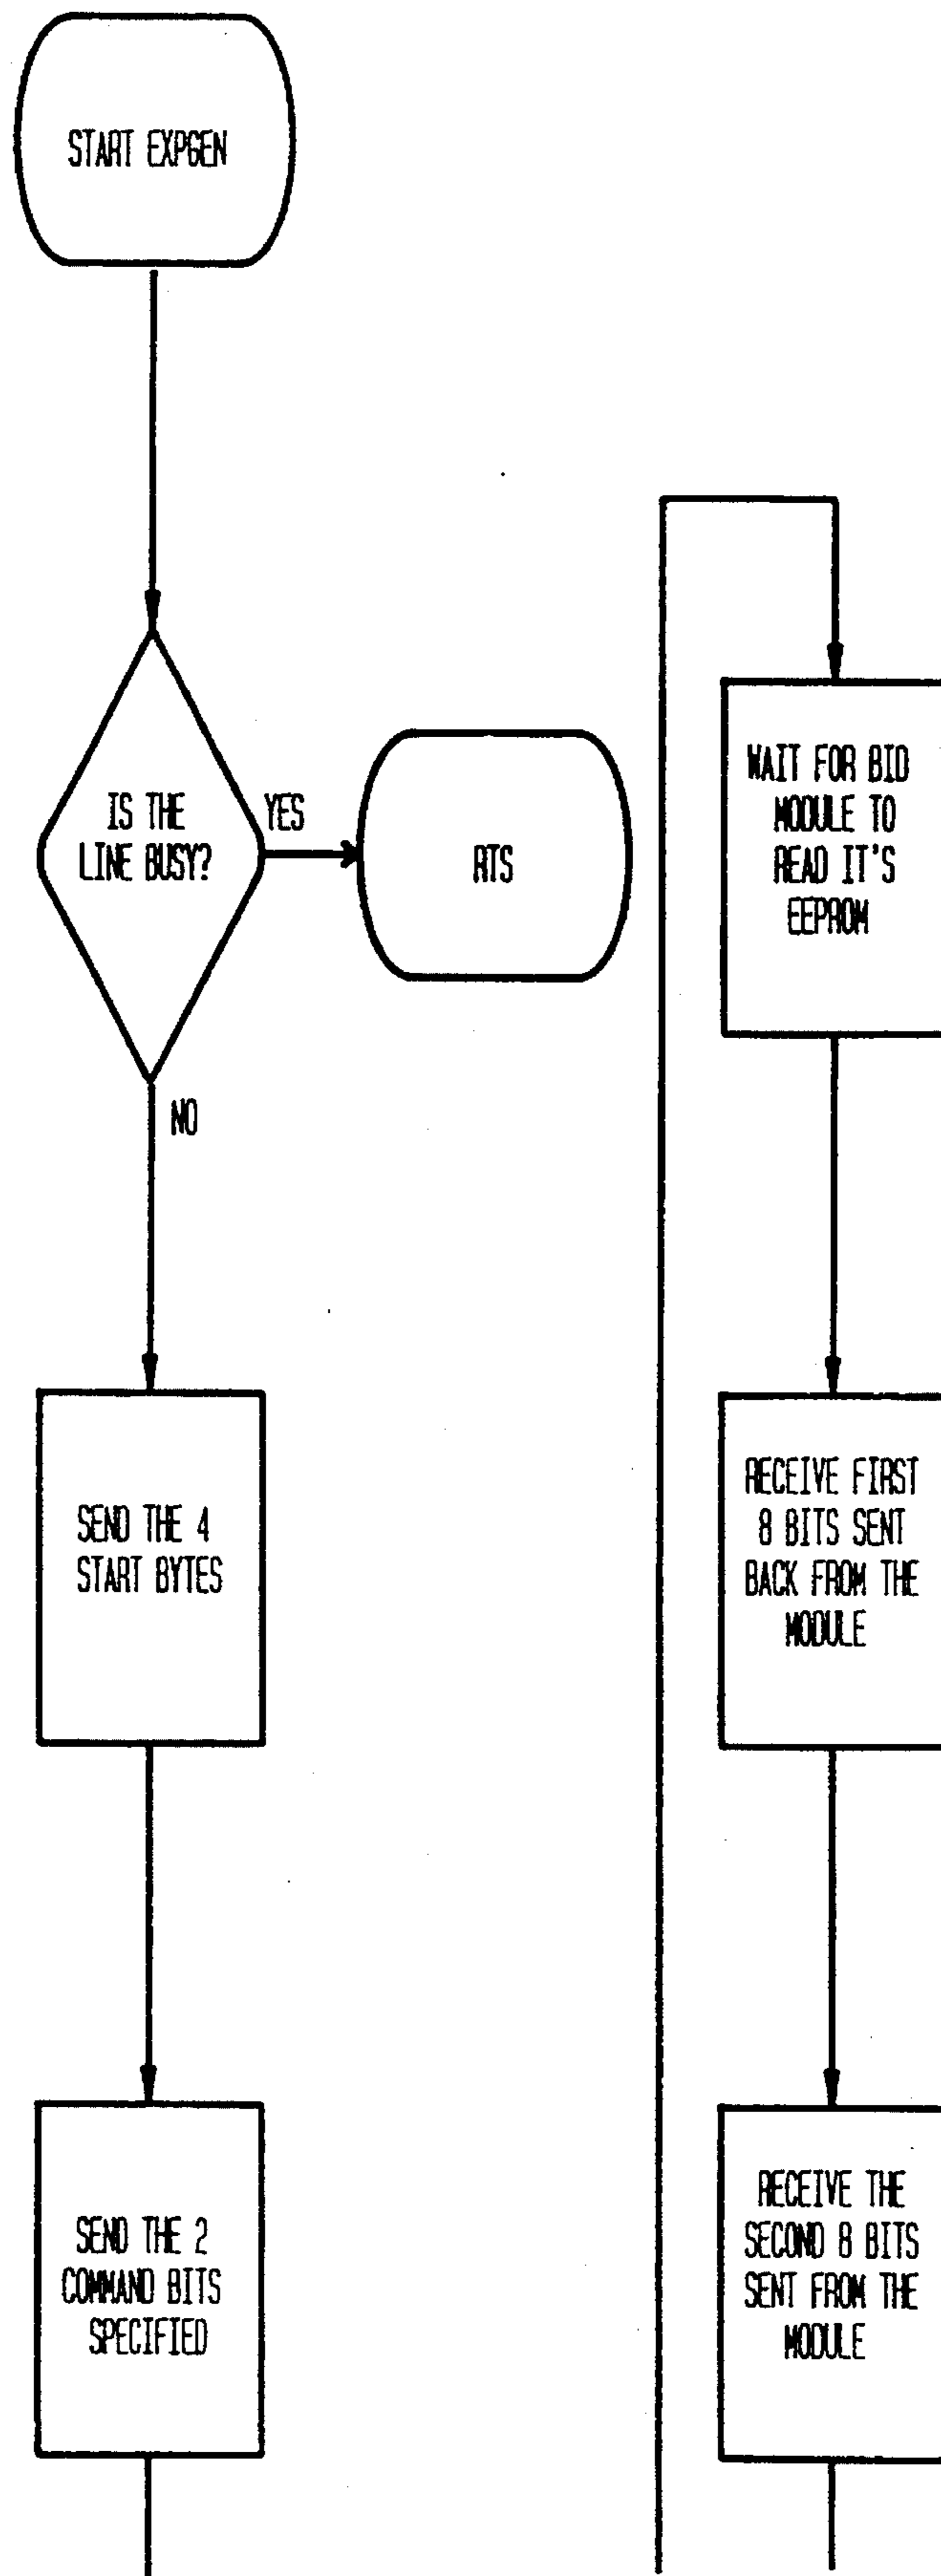 START EXPGEN
IS THE
LINE BUSY?
YES
RTS
NO
SEND THE 4
START BYTES
SEND THE 2
COMMAND BITS
SPECIFIED
WAIT FOR BID
MODULE TO
READ IT'S
EEPROM
RECEIVE FIRST
8 BITS SENT
BACK FROM THE
MODULE
RECEIVE THE
SECOND 8 BITS
SENT FROM THE
MODULE